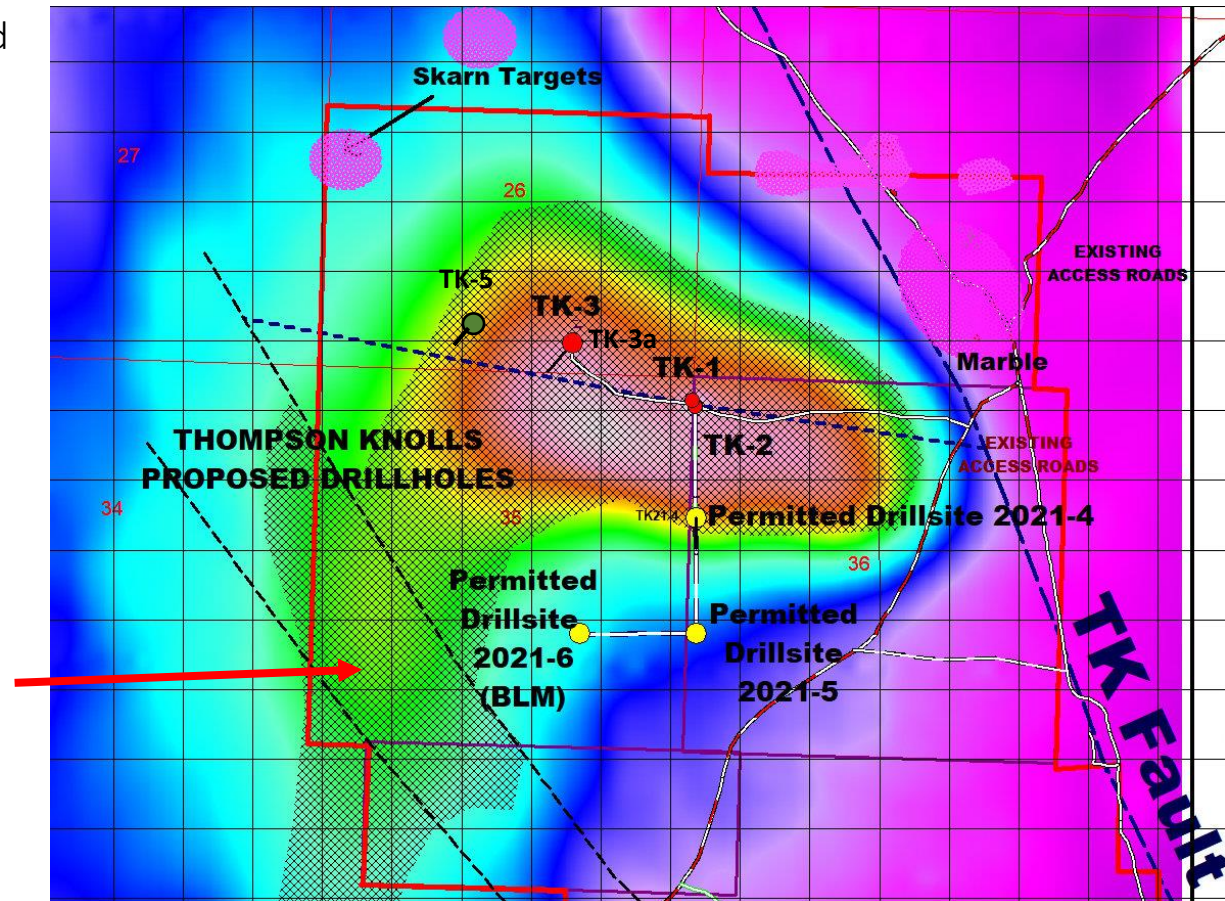 d
Skarn Targets
27
26
EXISTING
ACCESS ROADS
TK-5
TK-3
TK-3a
TK-1
Marble
THOMPSON KNOLLS
PROPOSED DRILLHOLES
TK-2
EXISTING
ACCESS ROADS
34
35
TK21-4
Permitted Drillsite 2021-4
36
Permitted
Drillsite
2021-6
(BLM)
Permitted
Drillsite
2021-5
TK Fault